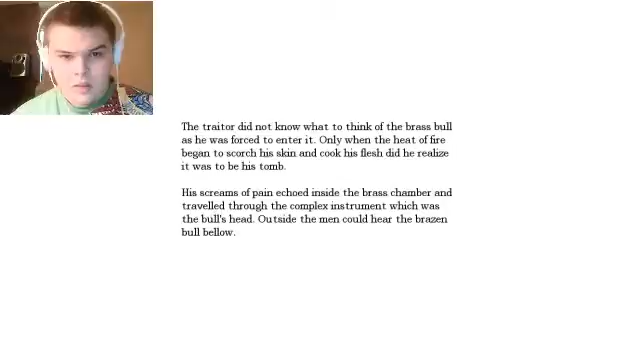 The traitor did not know what to think of the brass bull
as he was forced to enter it. Only when the heat of fire
began to scorch his skin and cook his flesh did he realize
it was to be his tomb.
His screams of pain echoed inside the brass chamber and
travelled through the complex instrument which was
the bull's head. Outside the men could hear the brazen
bull bellow.